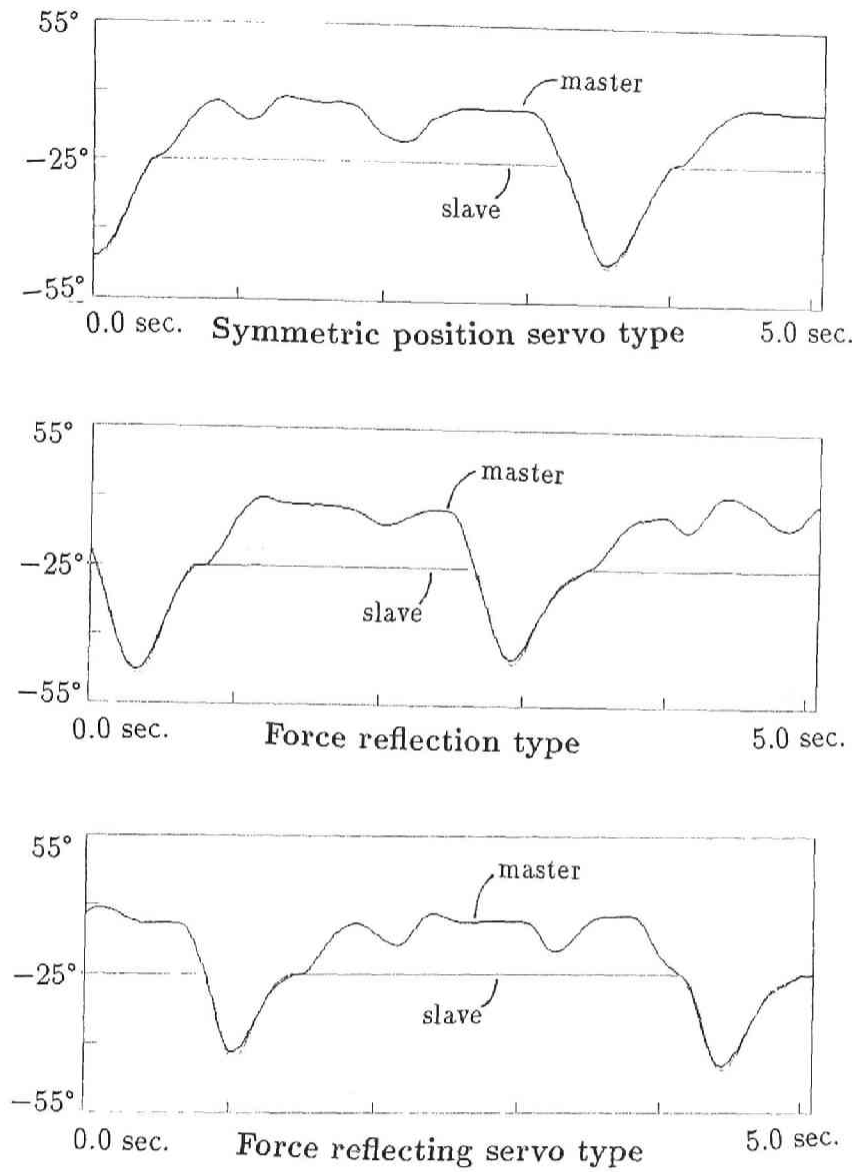 55°
master
−25°
slave
−55°
0.0 sec. Symmetric position servo type 5.0 sec.
55°
master
−25°
slave
−55°
0.0 sec. Force reflection type 5.0 sec.
55°
master
−25°
slave
−55°
0.0 sec. Force reflecting servo type 5.0 sec.